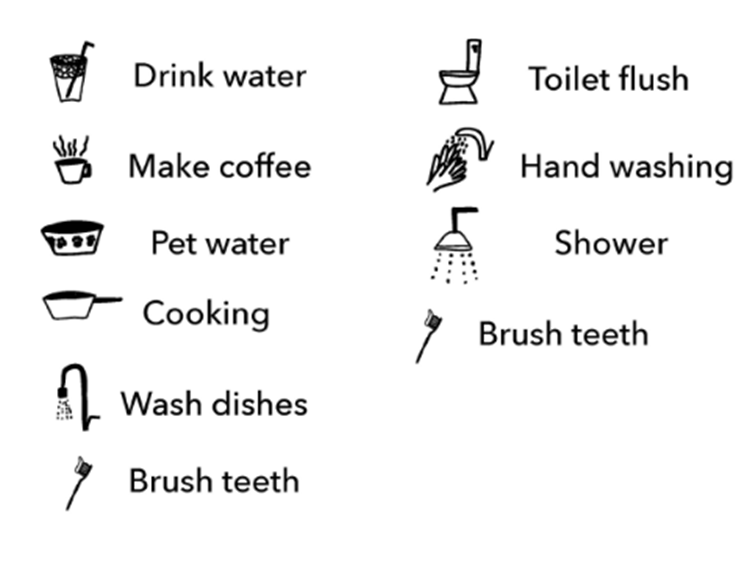 Drink water
Make coffee
Pet water
Cooking
Wash dishes
Brush teeth
Toilet flush
Hand washing
Shower
Brush teeth